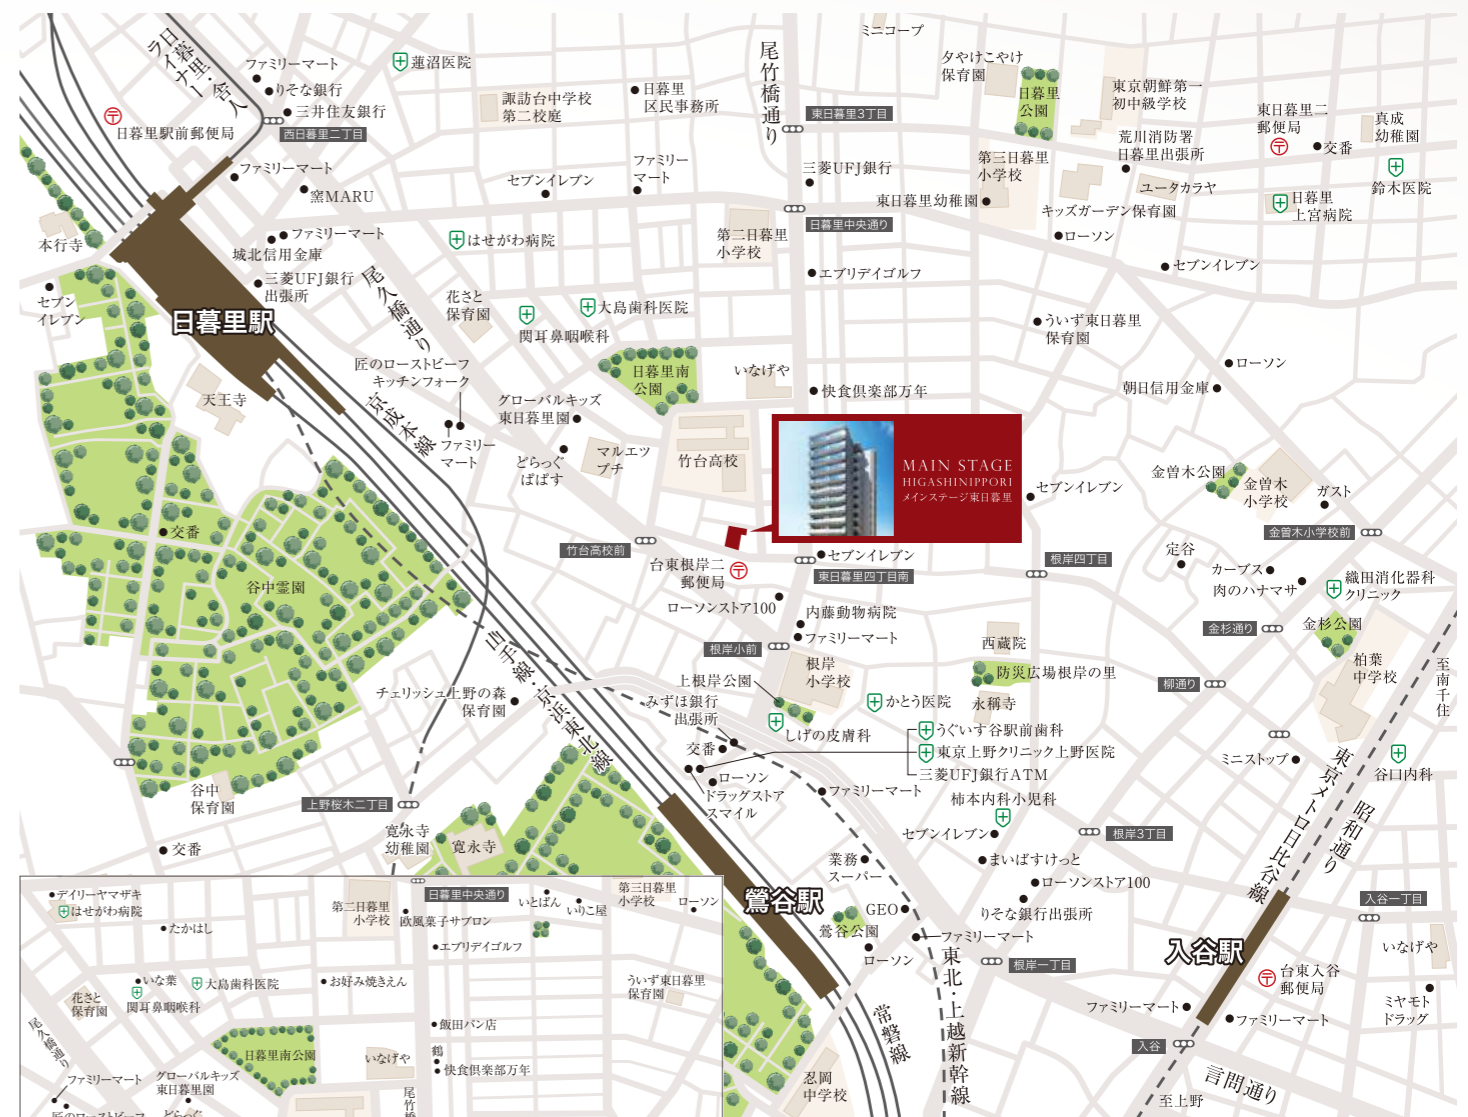 ミニコープ
日暮里・舎人
ライナー
ファミリーマート
りそな銀行
三井住友銀行
西日暮里二丁目
日暮里駅前郵便局
蓮沼医院
諏訪台中学校
第二校庭
日暮里
区民事務所
尾竹橋通り
東日暮里3丁目
夕やけこやけ
保育園
日暮里
公園
東京朝鮮第一
初中級学校
荒川消防署
日暮里出張所
東日暮里二
郵便局
交番
真成
幼稚園
鈴木医院
ファミリーマート
窯MARU
セブンイレブン
ファミリー
マート
三菱UFJ銀行
第三日暮里
小学校
東日暮里幼稚園
ユータカラヤ
キッズガーデン保育園
日暮里
上宮病院
本行寺
ファミリーマート
城北信用金庫
三菱UFJ銀行
出張所
はせがわ病院
第二日暮里
小学校
日暮里中央通り
ローソン
セブンイレブン
エブリデイゴルフ
セブン
イレブン
日暮里駅
尾久橋通り
花さと
保育園
関耳鼻咽喉科
大島歯科医院
ういず東日暮里
保育園
ローソン
朝日信用金庫
天王寺
京成本線
匠のローストビーフ
キッチンフォーク
日暮里南
公園
いなげや
快食倶楽部万年
グローバルキッズ
東日暮里園
ファミリー
マート
どらっぐ
ぱぱす
マルエツ
プチ
竹台高校
MAIN STAGE
HIGASHINIPPORI
メインステージ東日暮里
セブンイレブン
金曽木公園
金曽木
小学校
ガスト
金曽木小学校前
交番
谷中霊園
竹台高校前
台東根岸二
郵便局
セブンイレブン
東日暮里四丁目南
根岸四丁目
定谷
カーブス
肉のハナマサ
織田消化器科
クリニック
ローソンストア100
内藤動物病院
ファミリーマート
根岸小前
西蔵院
金杉通り
金杉公園
柏葉
中学校
至南千住
山手線・京浜東北線
チェリッシュ上野の森
保育園
上根岸公園
みずほ銀行
出張所
根岸
小学校
防災広場根岸の里
永稱寺
柳通り
かとう医院
しげの皮膚科
うぐいす谷駅前歯科
東京上野クリニック上野医院
三菱UFJ銀行ATM
交番
ローソン
ドラッグストア
スマイル
ファミリーマート
柿本内科小児科
ミニストップ
東京メトロ日比谷線
昭和通り
谷口内科
谷中
保育園
上野桜木二丁目
寛永寺
幼稚園
寛永寺
交番
セブンイレブン
根岸3丁目
まいばすけっと
業務
スーパー
ローソンストア100
りそな銀行出張所
鶯谷駅
GEO
鶯谷公園
ファミリーマート
ローソン
根岸一丁目
入谷一丁目
いなげや
入谷駅
台東入谷
郵便局
ファミリーマート
ファミリーマート
ミヤモト
ドラッグ
入谷
言問通り
至上野
東北・上越新幹線
常磐線
忍岡
中学校
デイリーヤマザキ
はせがわ病院
たかはし
第二日暮里
小学校
日暮里中央通り
欧風菓子サブロン
いとぱん
いりこ屋
第三日暮里
小学校
ローソン
エブリデイゴルフ
いな葉
大島歯科医院
関耳鼻咽喉科
花さと
保育園
お好み焼きえん
ういず東日暮里
保育園
尾久橋通り
飯田パン店
日暮里南公園
いなげや
鶴
快食倶楽部万年
ファミリーマート
グローバルキッズ
東日暮里園
尾竹橋
匠のローストビーフ
どらっぐ